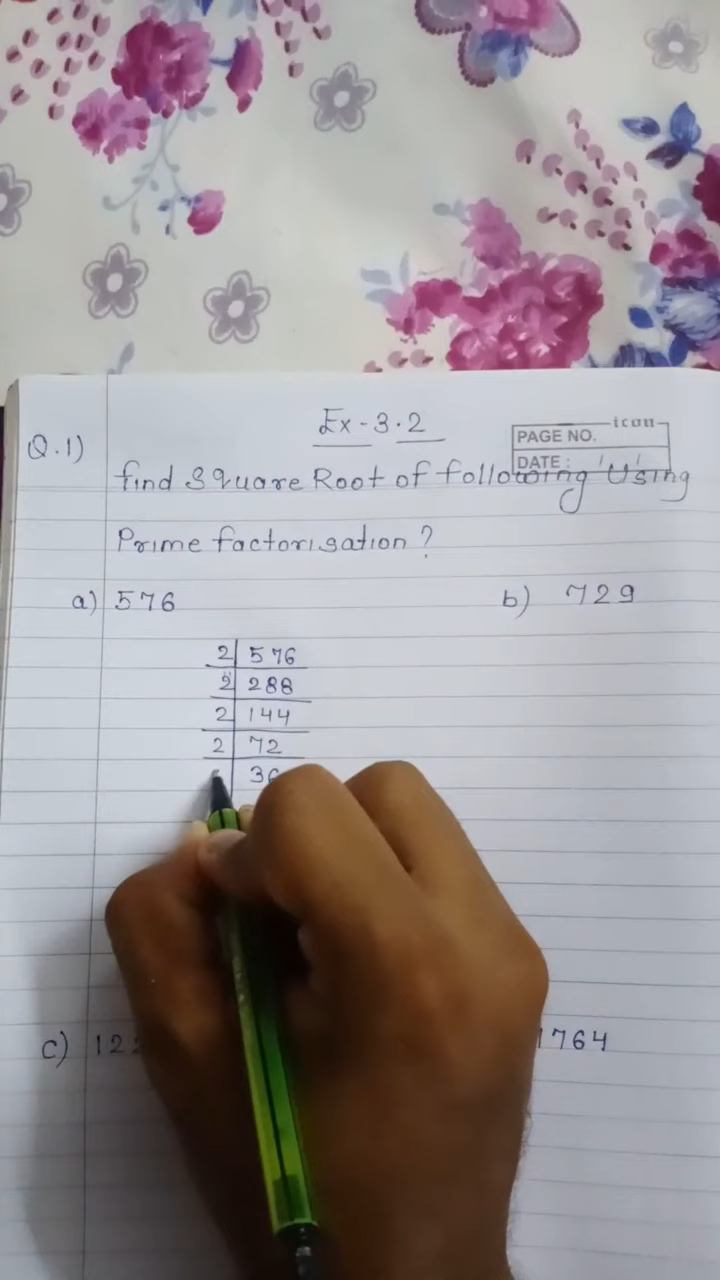 Ex-3.2
icon
PAGE NO.
DATE :
Q.1)
find Square Root of following Using
Prime factorisation ?
a) 576
b) 729
2 576
2 288
2 144
2 72
c)
1764